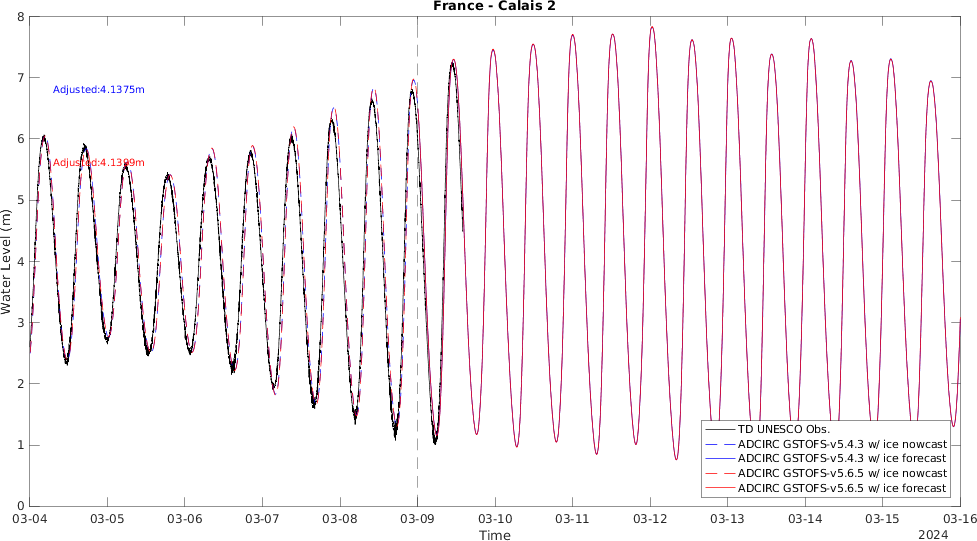 France - Calais 2
Water Level (m)
8
7
6
5
4
3
2
1
0
Adjusted:4.1375m
Adjusted:4.1399m
TD UNESCO Obs.
ADCIRC GSTOFS-v5.4.3 w/ ice nowcast
ADCIRC GSTOFS-v5.4.3 w/ ice forecast
ADCIRC GSTOFS-v5.6.5 w/ ice nowcast
ADCIRC GSTOFS-v5.6.5 w/ ice forecast
03-04 03-05 03-06 03-07 03-08 03-09 03-10 03-11 03-12 03-13 03-14 03-15 03-16
Time
2024